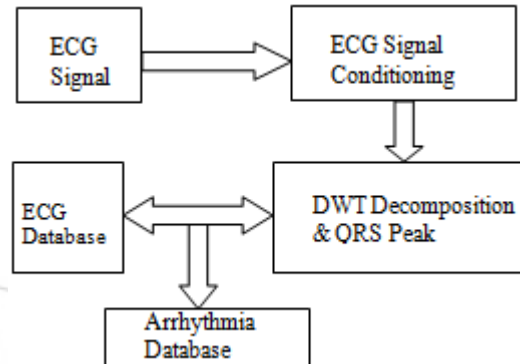 ECG
Signal
ECG Signal
Conditioning
ECG
Database
DWT Decomposition
& QRS Peak
Arrhythmia
Database